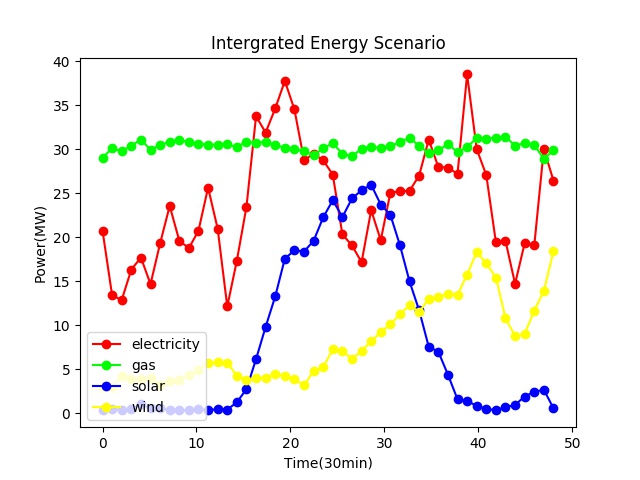 Intergrated Energy Scenario
Power(MW)
40
35
30
25
20
15
10
5
0
electricity
gas
solar
wind
0 10 20 30 40 50
Time(30min)